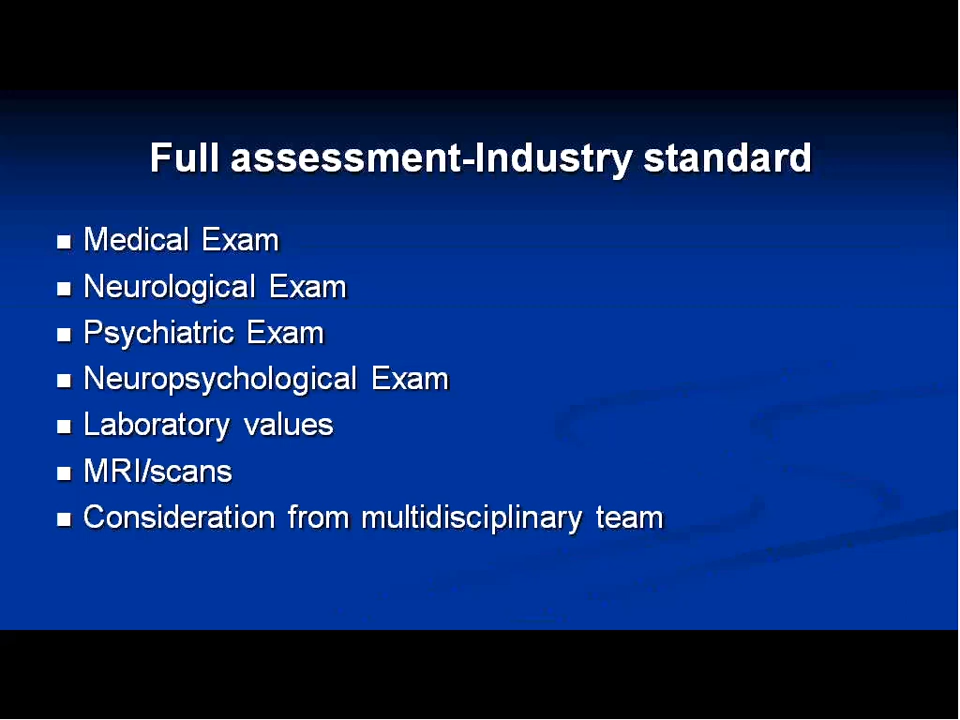 Full assessment-Industry standard
Medical Exam
Neurological Exam
Psychiatric Exam
Neuropsychological Exam
Laboratory values
MRI/scans
Consideration from multidisciplinary team